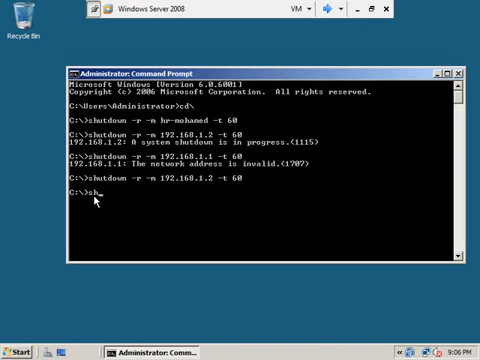 Windows Server 2008
VM
Recycle Bin
Administrator: Command Prompt
Microsoft Windows [Version 6.0.6001]
Copyright (c) 2006 Microsoft Corporation. All rights reserved.
C:\Users\Administrator>cd\
C:\>shutdown -r -m hr-mohamed -t 60
C:\>shutdown -r -m 192.168.1.2 -t 60
192.168.1.2: A system shutdown is in progress.(1115)
C:\>shutdown -r -m 192.168.1.1 -t 60
192.168.1.1: The network address is invalid.(1707)
C:\>shutdown -r -m 192.168.1.2 -t 60
C:\>sh_
Start
Administrator: Comm...
9:06 PM